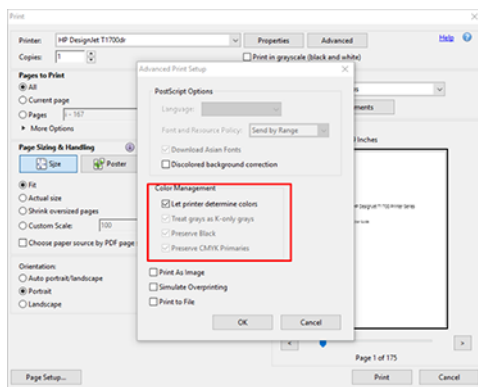 Print
Printer: HP DesignJet T1700dr
Properties
Advanced
Help
Copies: 1
Print in grayscale (black and white)
Pages to Print
All
Current page
Pages 1 - 167
More Options
Page Sizing & Handling
Size
Poster
Fit
Actual size
Shrink oversized pages
Custom Scale: 100
Choose paper source by PDF page
Orientation:
Auto portrait/landscape
Portrait
Landscape
Advanced Print Setup
PostScript Options
Language:
Font and Resource Policy: Send by Range
Download Asian Fonts
Discolored background correction
Color Management
Let printer determine colors
Treat grays as K-only grays
Preserve Black
Preserve CMYK Primaries
Print As Image
Simulate Overprinting
Print to File
OK
Cancel
ments
Inches
Page 1 of 175
Page Setup...
Print
Cancel